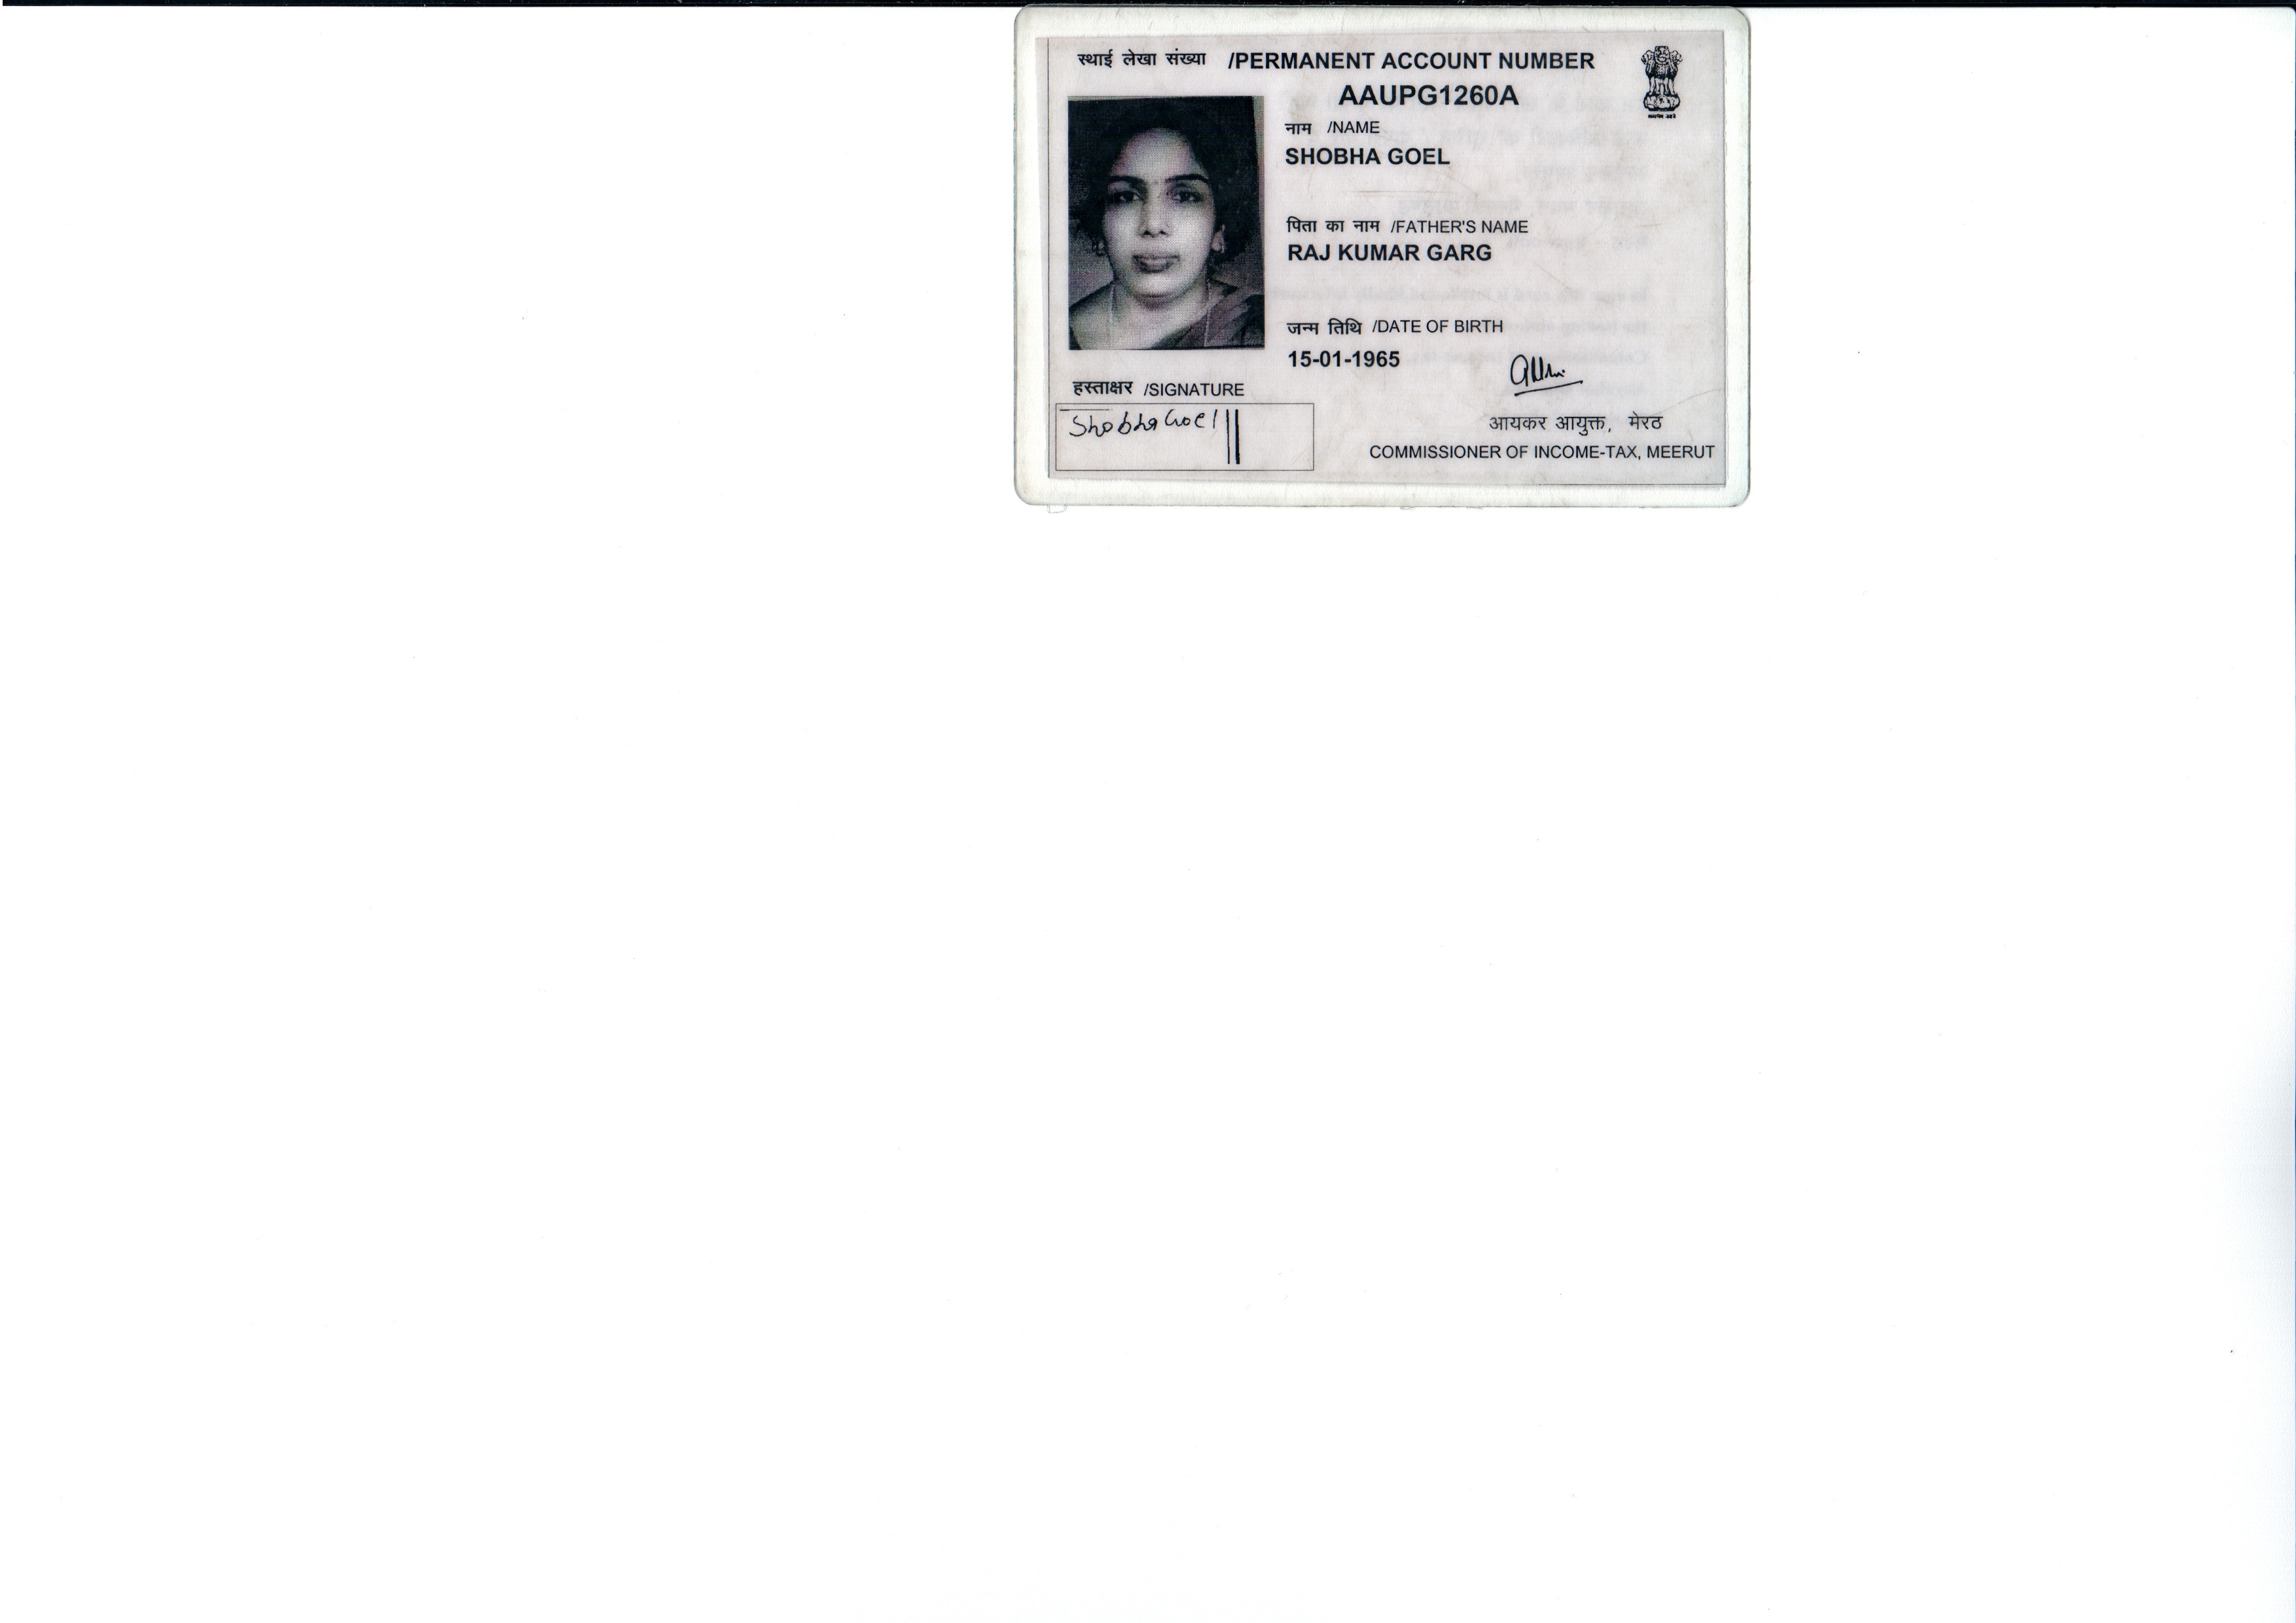 स्थाई लेखा संख्या /PERMANENT ACCOUNT NUMBER
AAUPG1260A
नाम /NAME
SHOBHA GOEL
पिता का नाम /FATHER'S NAME
RAJ KUMAR GARG
जन्म तिथि /DATE OF BIRTH
15-01-1965
हस्ताक्षर /SIGNATURE
Shobha Goel
आयकर आयुक्त, मेरठ
COMMISSIONER OF INCOME-TAX, MEERUT